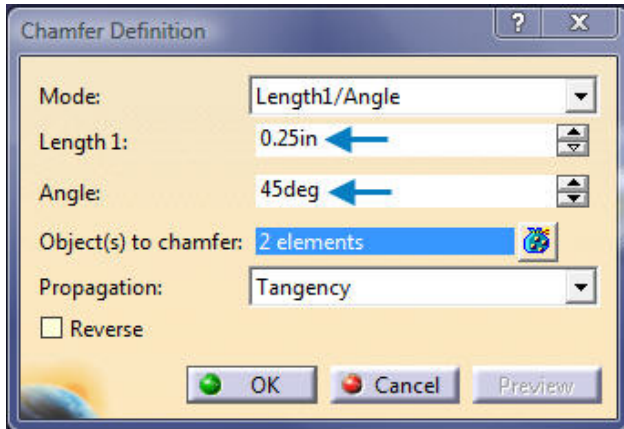 Chamfer Definition
?
X
Mode: Length1/Angle
Length 1: 0.25in
Angle: 45deg
Object(s) to chamfer: 2 elements
Propagation: Tangency
Reverse
OK Cancel Preview